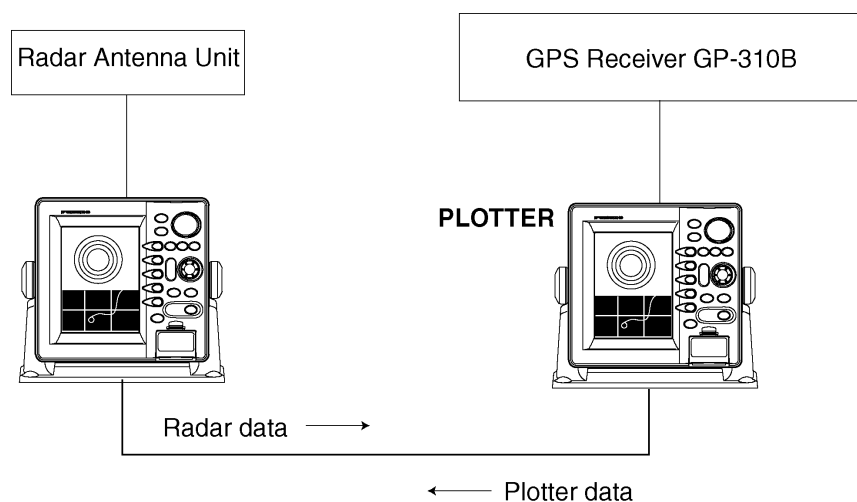 Radar Antenna Unit
GPS Receiver GP-310B
PLOTTER
Radar data
Plotter data